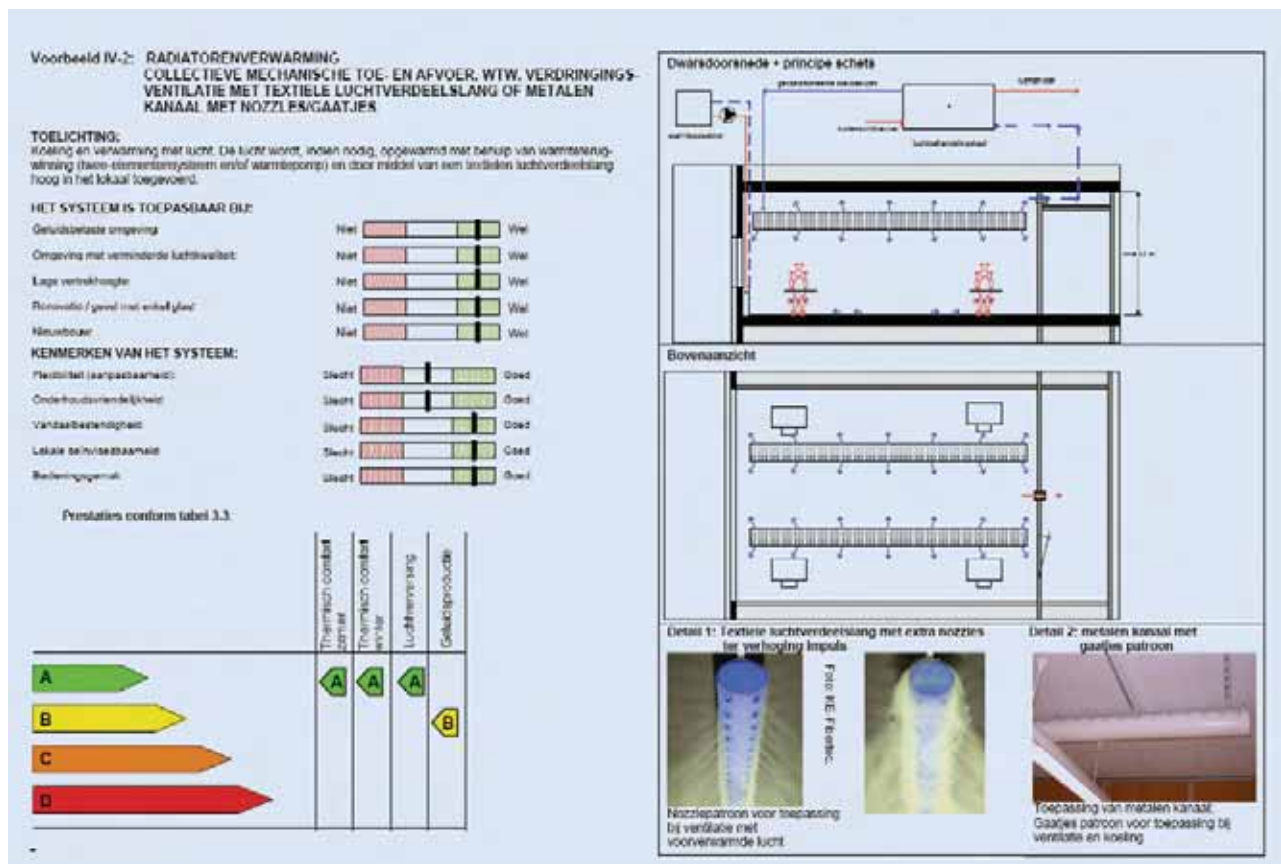 Voorbeeld IV-2: RADIATORENVERWARMING
COLLECTIEVE MECHANISCHE TOE- EN AFVOER, WTW. VERDRINGINGS-
VENTILATIE MET TEXTIELE LUCHTVERDEELSLANG OF METALEN
KANAAL MET NOZZLES/GAATJES
TOELICHTING:
Koeling en verwarming met lucht. De lucht wordt, indien nodig, opgewarmd met behulp van warmteterug-
winning (twee-elementensysteem en/of warmtepomp) en door middel van een textielen luchtverdeelslang
hoog in het lokaal toegevoerd.
HET SYSTEEM IS TOEPASBAAR BIJ:
Geluidsbelaste omgeving: Niet Wel
Omgeving met verminderde luchtkwaliteit: Niet Wel
Lage vertrekhoogte: Niet Wel
Renovatie / gevel met enkel glas: Niet Wel
Nieuwbouw: Niet Wel
KENMERKEN VAN HET SYSTEEM:
Flexibiliteit (aanpasbaarheid): Slecht Goed
Onderhoudsvriendelijkheid: Slecht Goed
Vandaalbestendigheid: Slecht Goed
Lokale beïnvloedbaarheid: Slecht Goed
Bedieningsgemak: Slecht Goed
Prestaties conform tabel 3.3:
Thermisch comfort zomer
Thermisch comfort winter
Luchtverversing
Geluidsproductie
A A A A
B B
C
D
Dwarsdoorsnede + principe schets
Bovenaanzicht
Detail 1: Textiele luchtverdeelslang met extra nozzles
ter verhoging impuls
Foto: KE-Fibertec.
Nozzlepatroon voor toepassing
bij ventilatie met
voorverwarmde lucht
Detail 2: metalen kanaal met
gaatjes patroon
Toepassing van metalen kanaal.
Gaatjes patroon voor toepassing bij
ventilatie en koeling